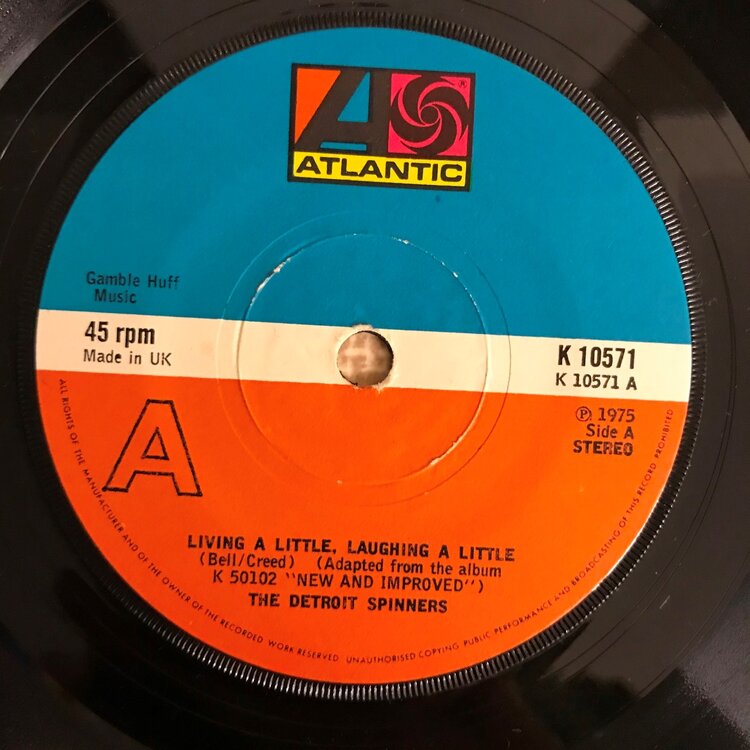 ATLANTIC
®
Gamble Huff
Music
45 rpm
Made in UK
K 10571
K 10571 A
Ⓟ 1975
Side A
STEREO
A
LIVING A LITTLE, LAUGHING A LITTLE
(Bell/Creed) (Adapted from the album
K 50102 "NEW AND IMPROVED")
THE DETROIT SPINNERS
ALL RIGHTS OF THE MANUFACTURER AND OF THE OWNER OF THE RECORDED WORK RESERVED. UNAUTHORISED COPYING PUBLIC PERFORMANCE AND BROADCASTING OF THIS RECORD PROHIBITED